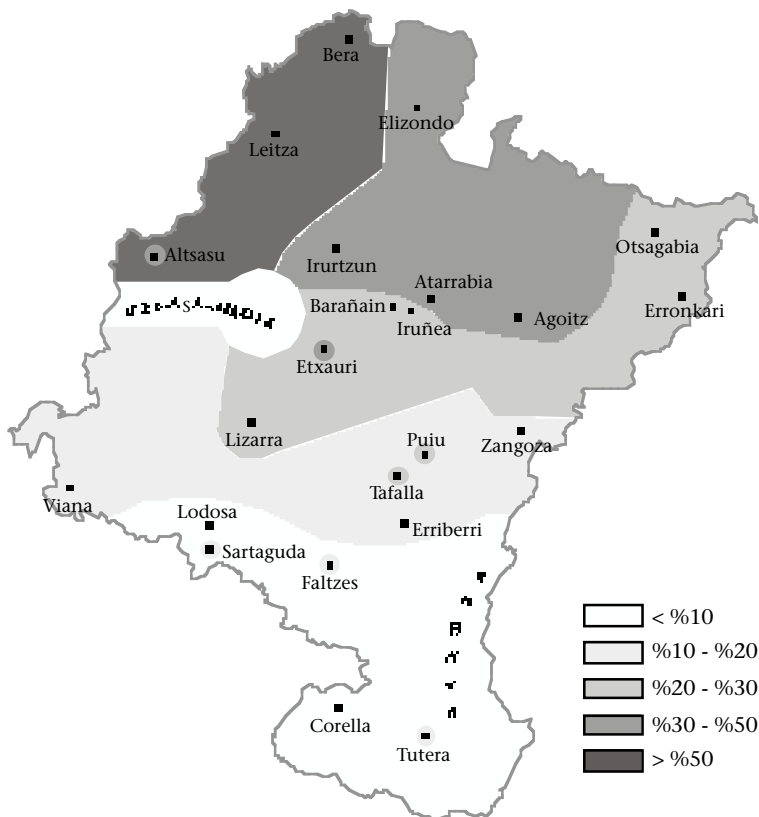 Bera
Elizondo
Leitza
Altsasu
Otsagabia
Irurtzun
Atarrabia
Barañain
Erronkari
Agoitz
Iruñea
Etxauri
Lizarra
Puiu
Zangoza
Tafalla
Viana
Lodosa
Erriberri
Sartaguda
Faltzes
< %10
%10 - %20
%20 - %30
Corella
%30 - %50
Tutera
> %50